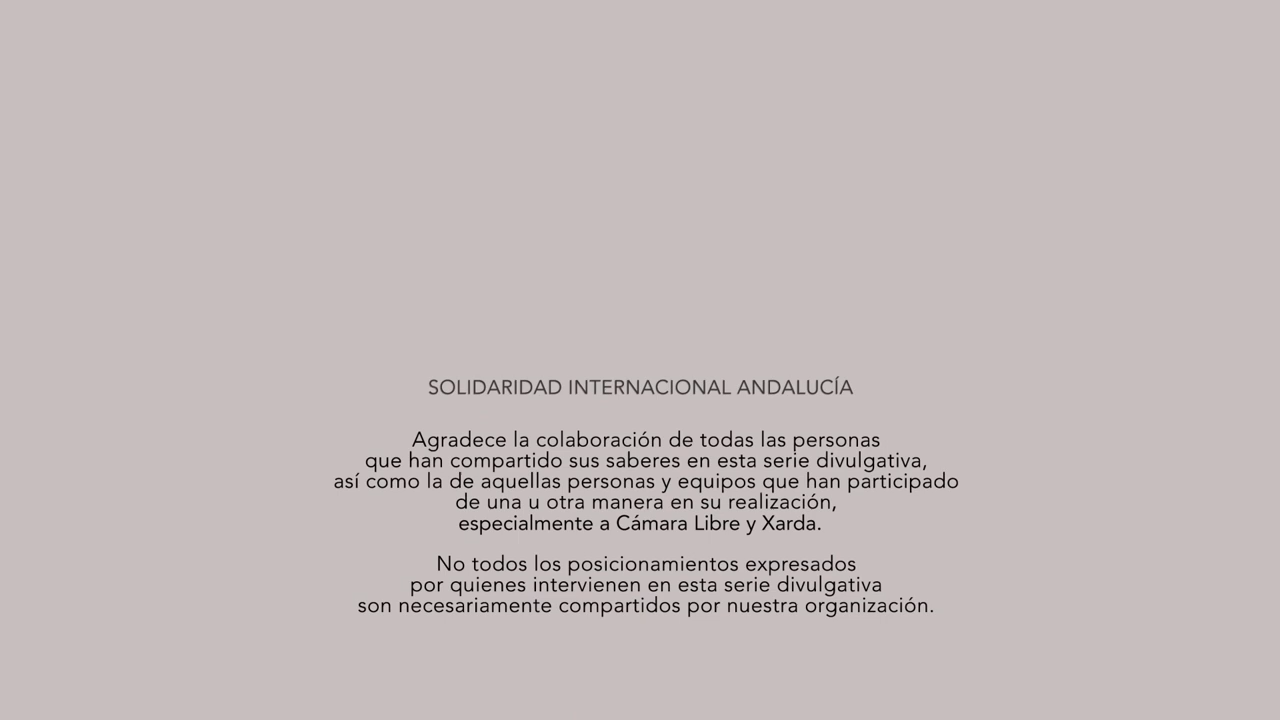 SOLIDARIDAD INTERNACIONAL ANDALUCÍA
Agradece la colaboración de todas las personas
que han compartido sus saberes en esta serie divulgativa,
así como la de aquellas personas y equipos que han participado
de una u otra manera en su realización,
especialmente a Cámara Libre y Xarda.
No todos los posicionamientos expresados
por quienes intervienen en esta serie divulgativa
son necesariamente compartidos por nuestra organización.